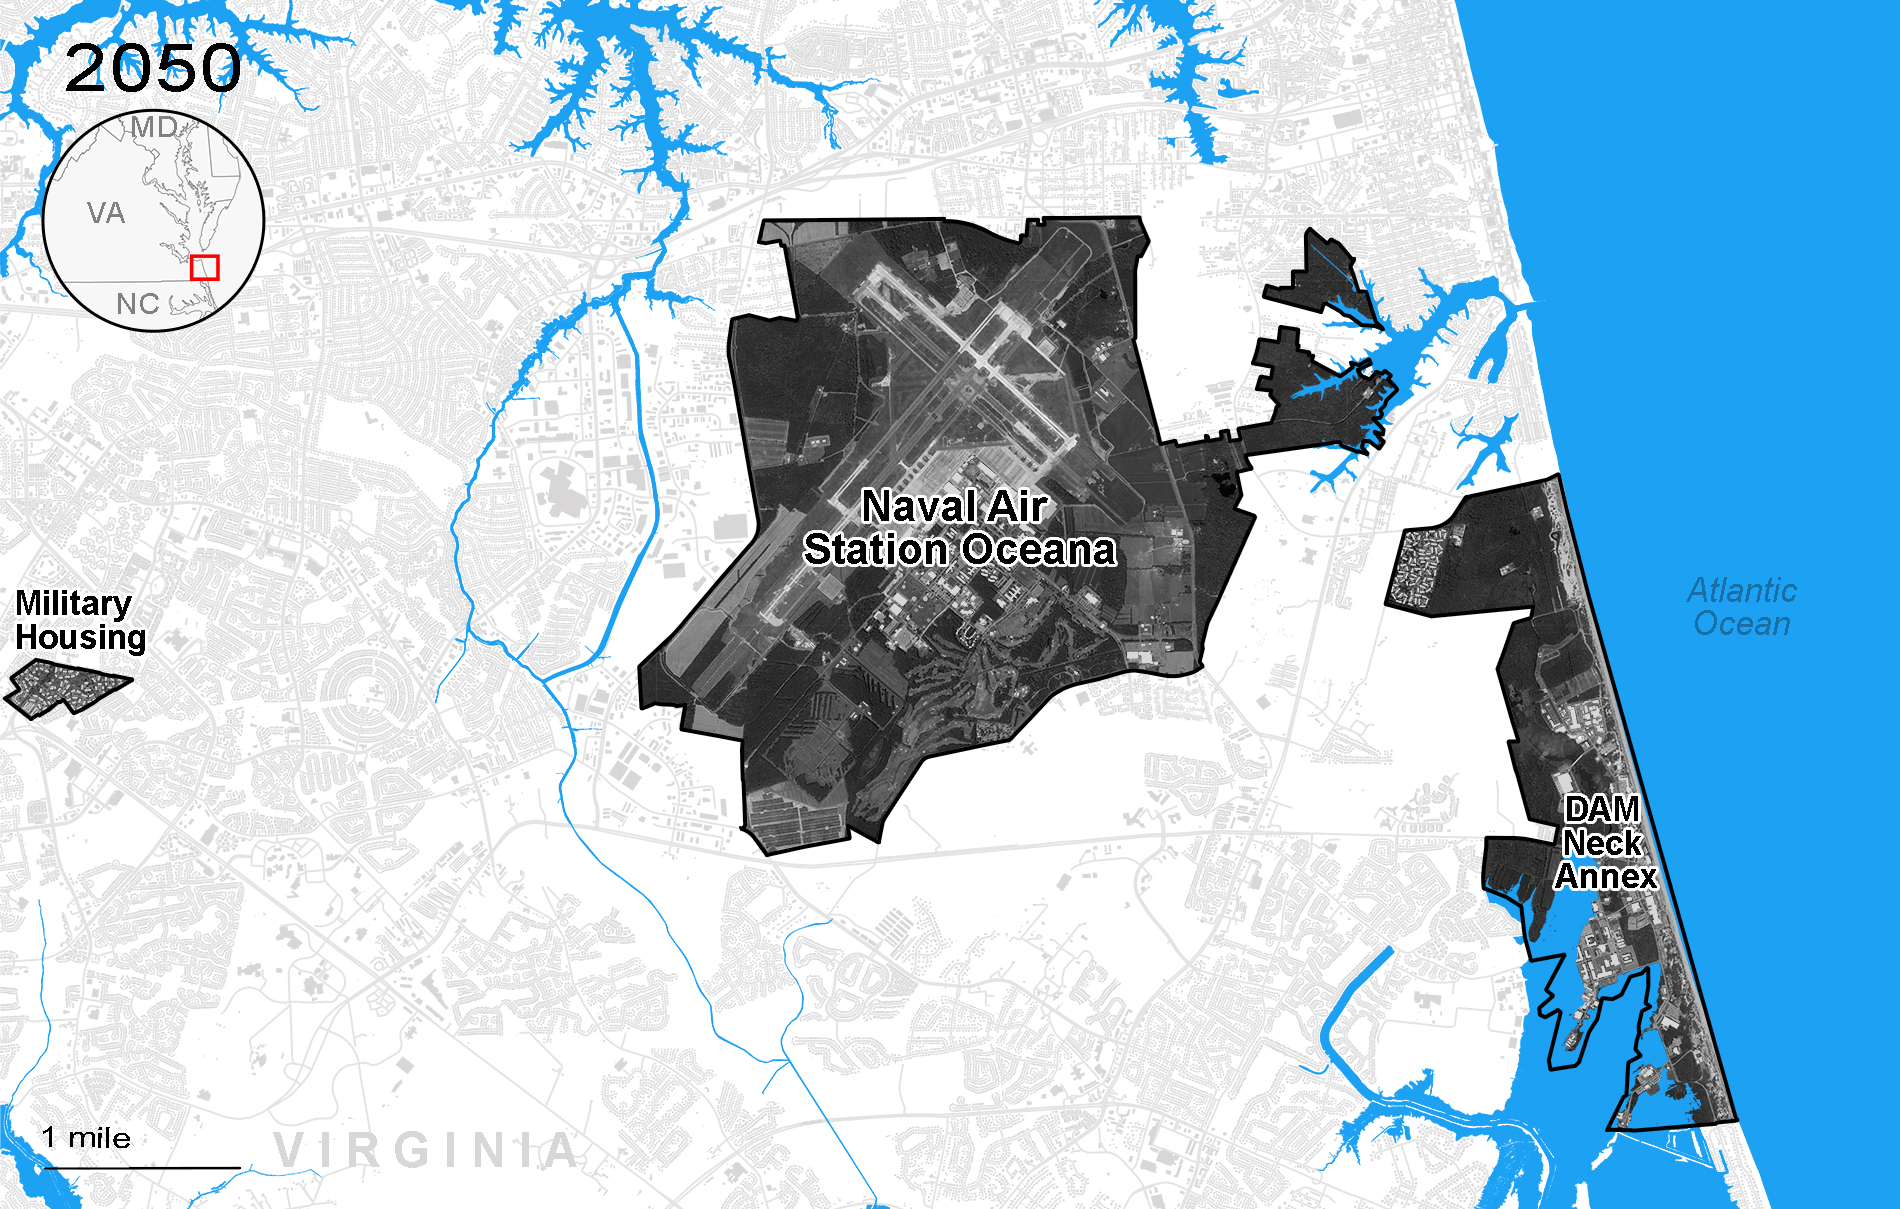 2050
MD
VA
NC
Naval Air
Station Oceana
Military
Housing
Atlantic
Ocean
DAM
Neck
Annex
1 mile
VIRGINIA